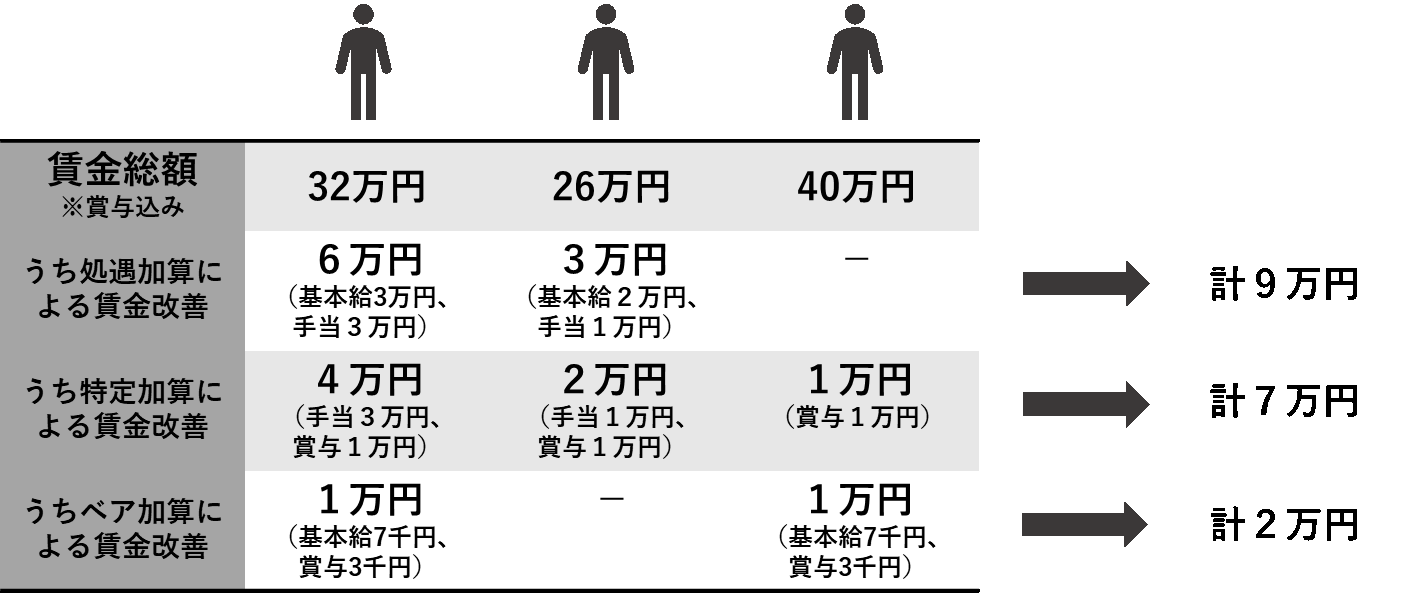 賃金総額
※賞与込み
32万円
26万円
40万円
うち処遇加算に
よる賃金改善
６万円
（基本給3万円、
手当３万円）
３万円
（基本給２万円、
手当１万円）
－
計９万円
うち特定加算に
よる賃金改善
４万円
（手当３万円、
賞与１万円）
２万円
（手当１万円、
賞与１万円）
１万円
（賞与１万円）
計７万円
うちベア加算に
よる賃金改善
１万円
（基本給7千円、
賞与3千円）
－
１万円
（基本給7千円、
賞与3千円）
計２万円